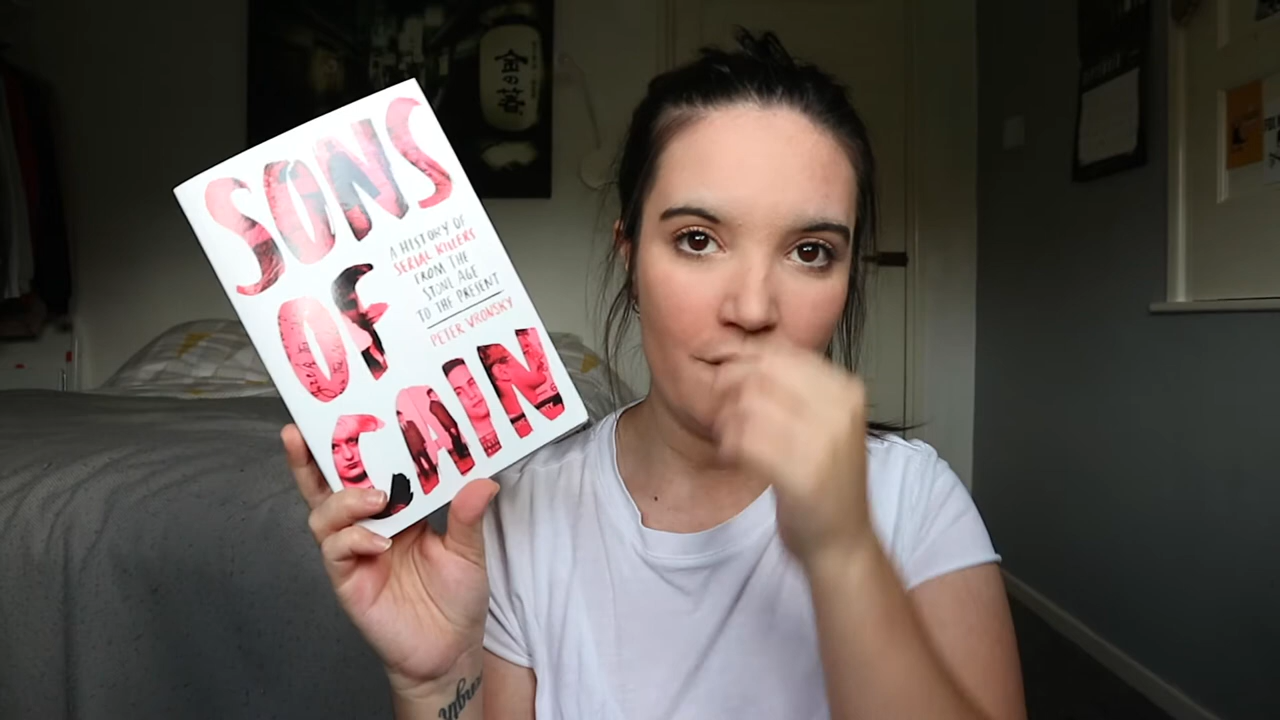 SONS
OF
CAIN
A HISTORY OF
SERIAL KILLERS
FROM THE
STONE AGE
TO THE PRESENT
PETER VRONSKY